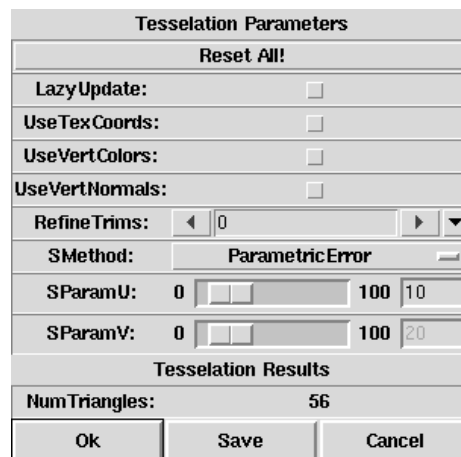 Tesselation Parameters
Reset All!
LazyUpdate:
UseTexCoords:
UseVertColors:
UseVertNormals:
RefineTrims: 0
SMethod: ParametricError
SParamU: 0 100 10
SParamV: 0 100 20
Tesselation Results
NumTriangles: 56
Ok Save Cancel